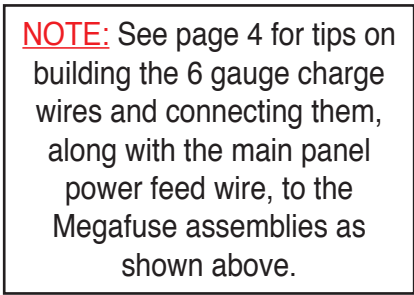 NOTE: See page 4 for tips on
building the 6 gauge charge
wires and connecting them,
along with the main panel
power feed wire, to the
Megafuse assemblies as
shown above.